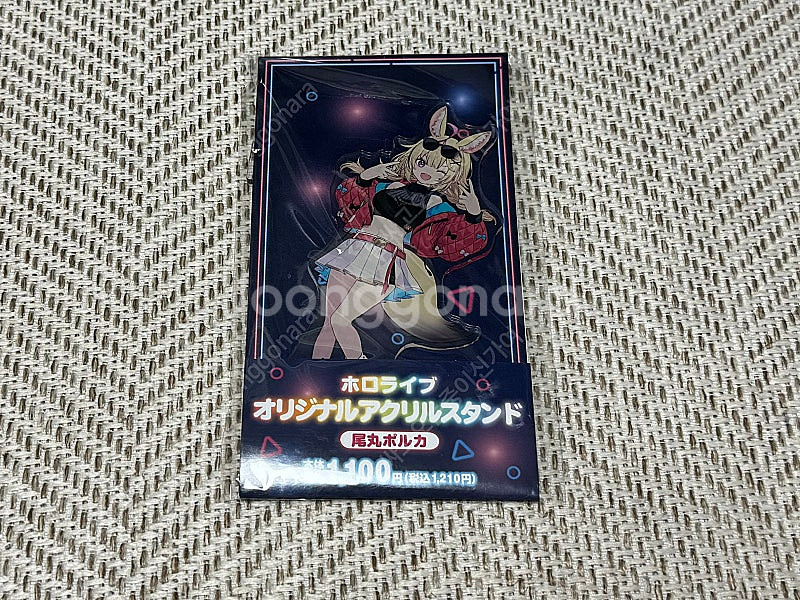 ホロライブ
オリジナルアクリルスタンド
尾丸ポルカ
本体1,100円(税込1,210円)
oonggohara